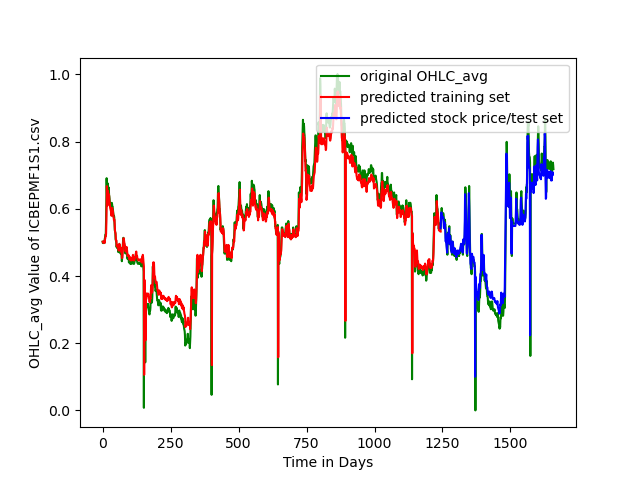 original OHLC_avg
predicted training set
predicted stock price/test set
OHLC_avg Value of ICBEPMF1S1.csv
1.0
0.8
0.6
0.4
0.2
0.0
0 250 500 750 1000 1250 1500
Time in Days